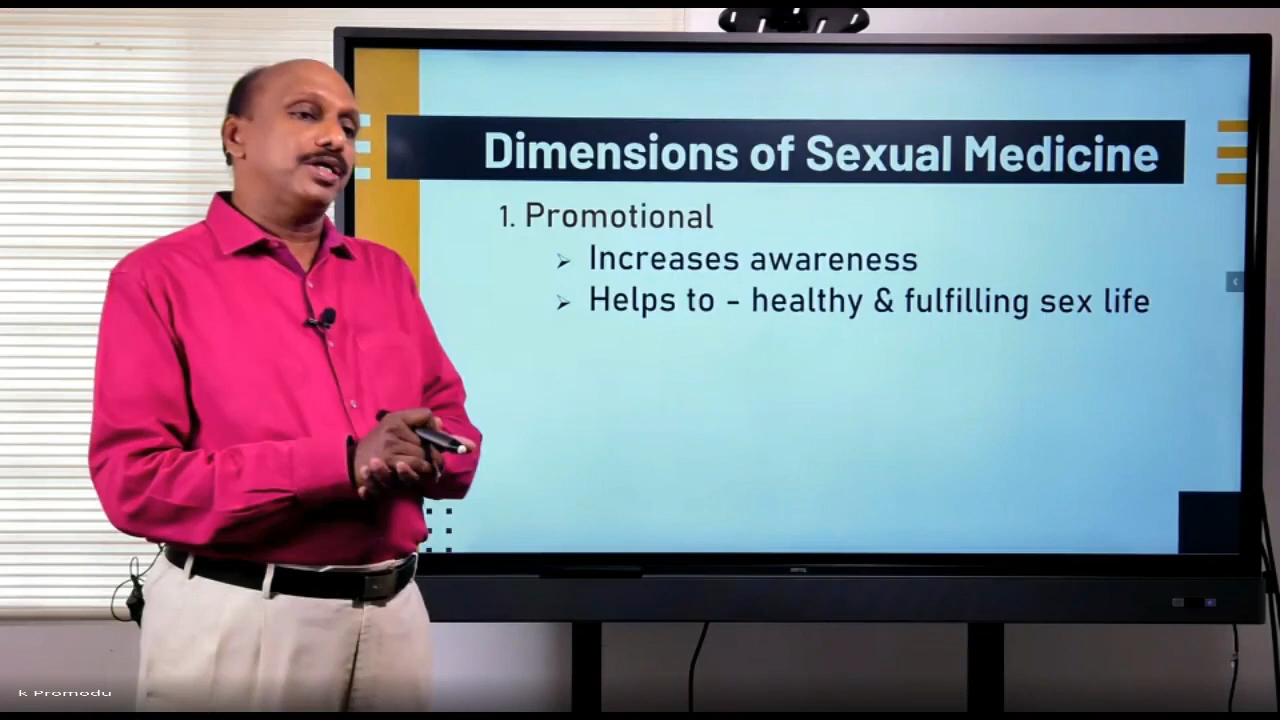 Dimensions of Sexual Medicine
1. Promotional
➢ Increases awareness
➢ Helps to - healthy & fulfilling sex life
k Promodu